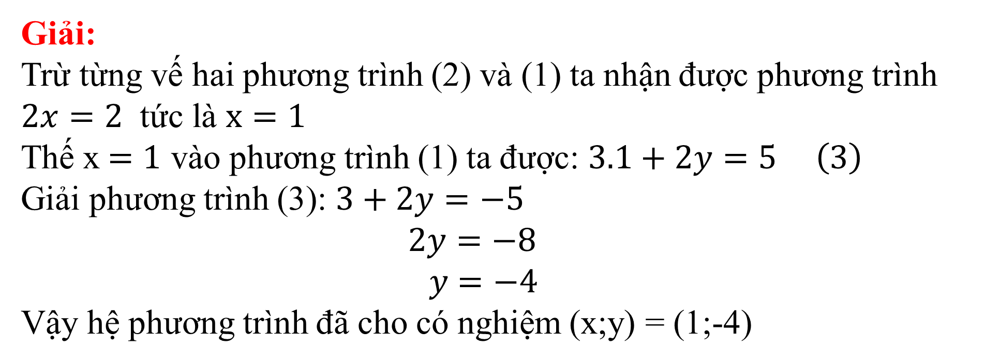 Giải:
Trừ từng vế hai phương trình (2) và (1) ta nhận được phương trình
2x = 2 tức là x = 1
Thế x = 1 vào phương trình (1) ta được: 3.1 + 2y = 5 (3)
Giải phương trình (3): 3 + 2y = −5
2y = −8
y = −4
Vậy hệ phương trình đã cho có nghiệm (x;y) = (1;-4)